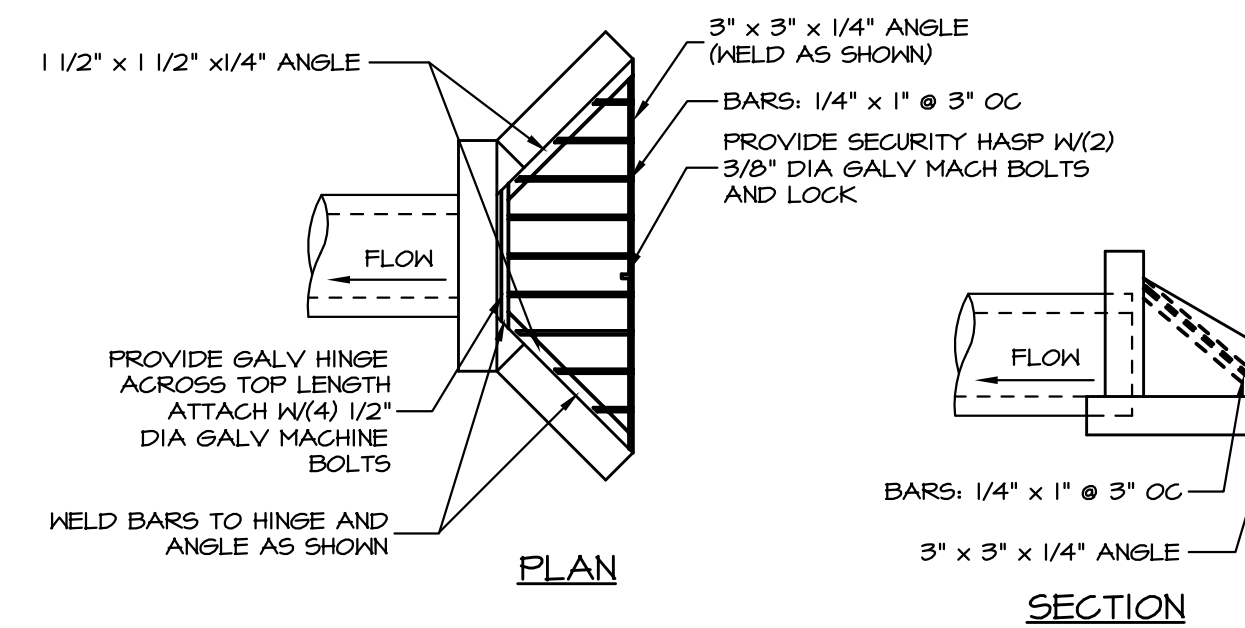 1 1/2" x 1 1/2" x1/4" ANGLE
3" x 3" x 1/4" ANGLE
(WELD AS SHOWN)
BARS: 1/4" x 1" @ 3" OC
PROVIDE SECURITY HASP W/(2)
3/8" DIA GALV MACH BOLTS
AND LOCK
FLOW
PROVIDE GALV HINGE
ACROSS TOP LENGTH
ATTACH W/(4) 1/2"
DIA GALV MACHINE
BOLTS
WELD BARS TO HINGE AND
ANGLE AS SHOWN
PLAN
FLOW
BARS: 1/4" x 1" @ 3" OC
3" x 3" x 1/4" ANGLE
SECTION